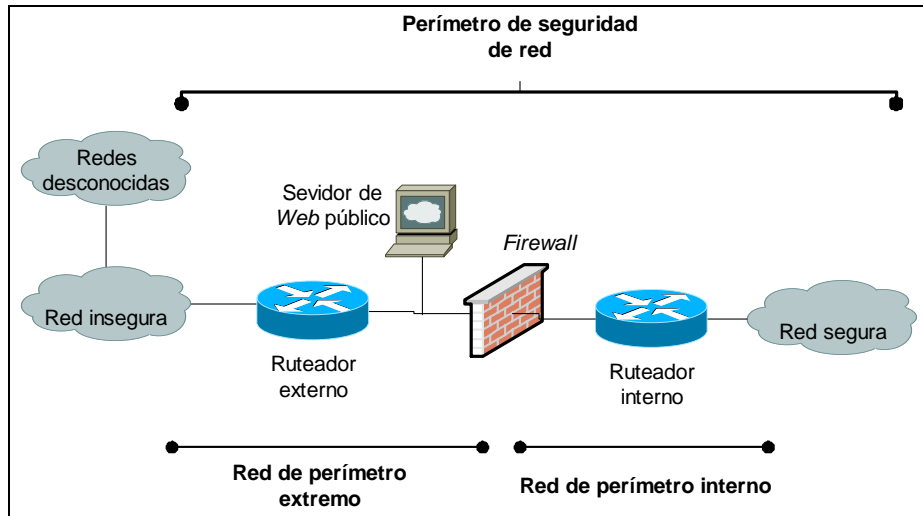 Perímetro de seguridad
de red
Redes
desconocidas
Sevidor de
Web público
Firewall
Red insegura
Red segura
Ruteador
externo
Ruteador
interno
Red de perímetro
extremo
Red de perímetro interno